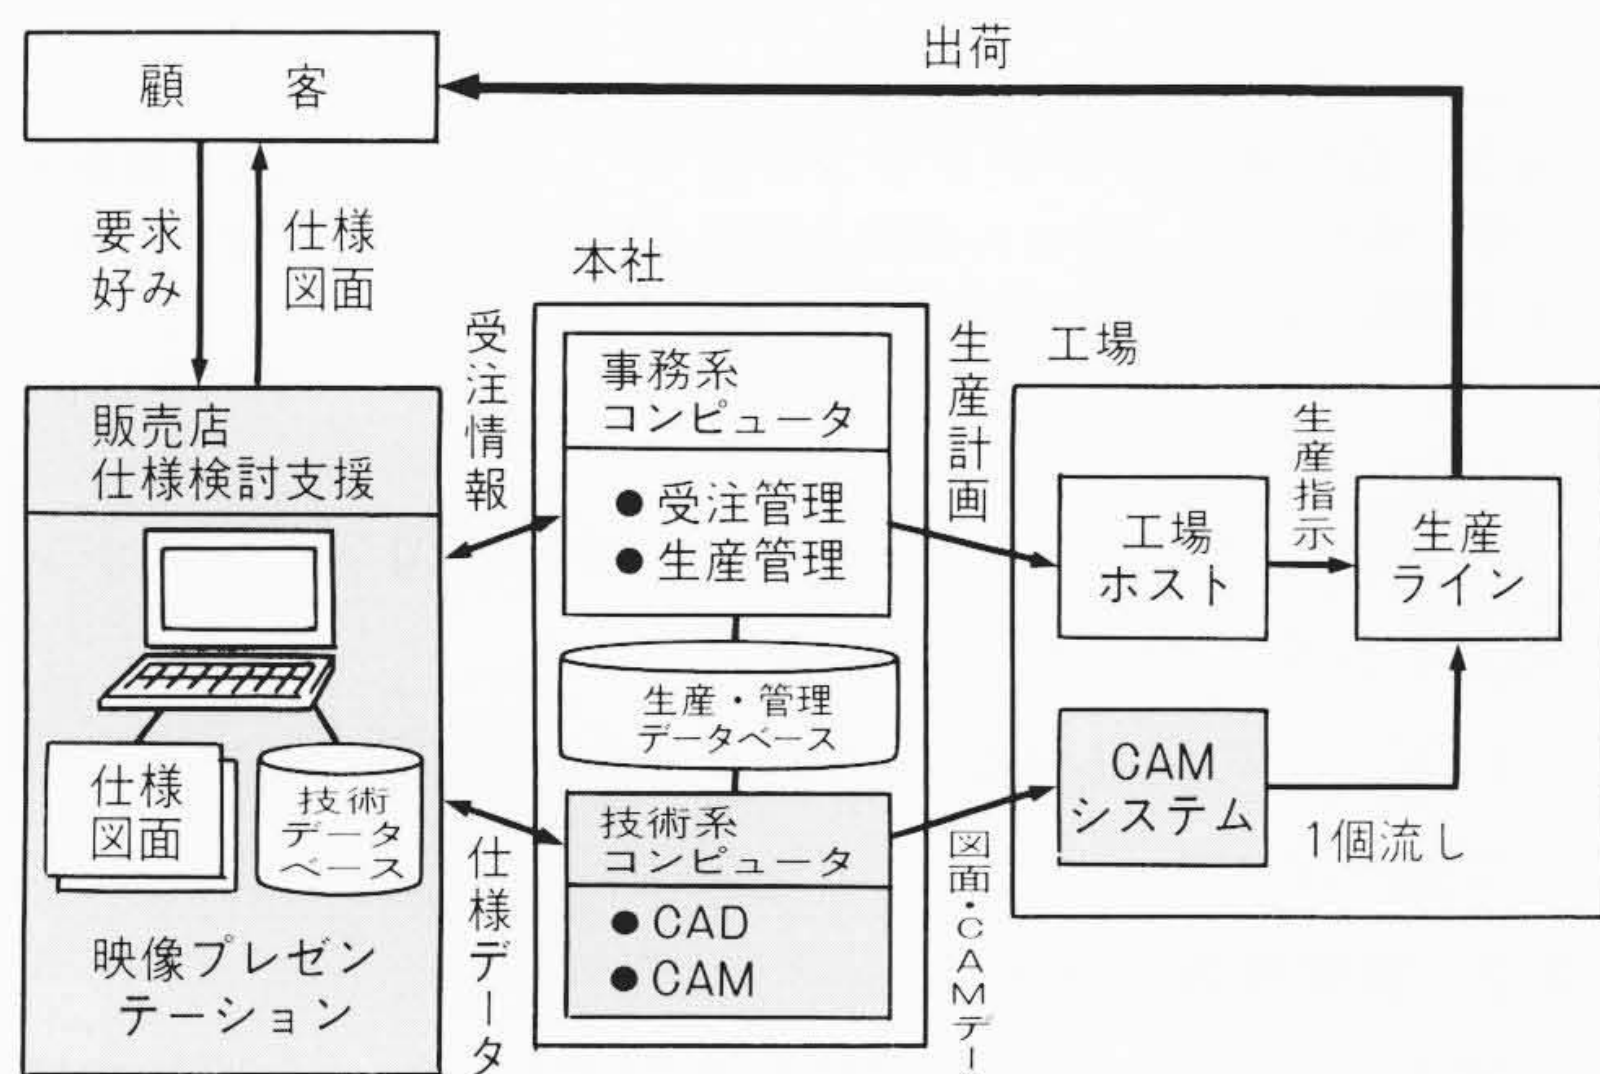 出荷
顧 客
要求
好み
仕様
図面
本社
受注情報
生産計画
工場
販売店
仕様検討支援
事務系
コンピュータ
●受注管理
●生産管理
生産指示
工場
ホスト
生産
ライン
生産・管理
データベース
仕様
図面
技術
データ
ベース
映像プレゼン
テーション
仕様データ
技術系
コンピュータ
●CAD
●CAM
図面・CAMデー
CAM
システム
1個流し